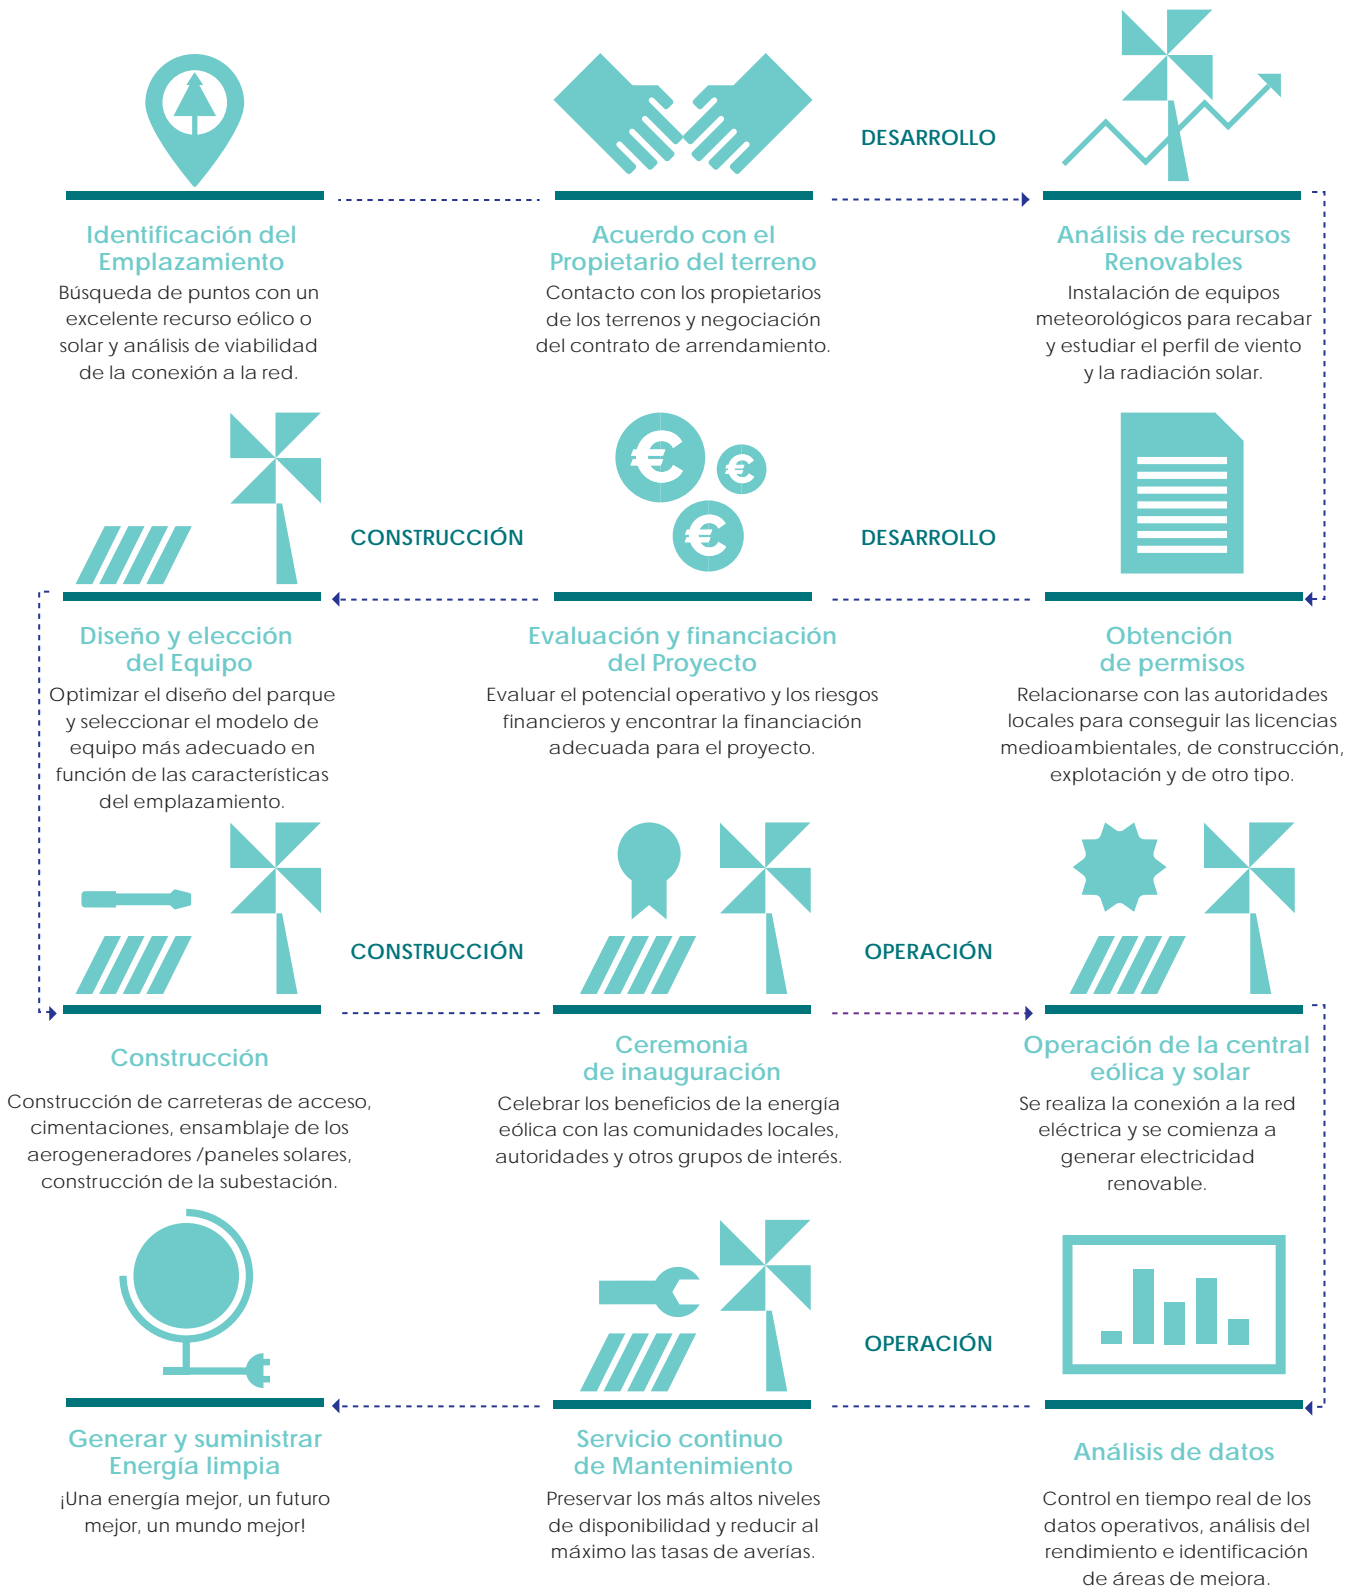 DESARROLLO
Identificación del
Emplazamiento
Búsqueda de puntos con un
excelente recurso eólico o
solar y análisis de viabilidad
de la conexión a la red.
Acuerdo con el
Propietario del terreno
Contacto con los propietarios
de los terrenos y negociación
del contrato de arrendamiento.
Análisis de recursos
Renovables
Instalación de equipos
meteorológicos para recabar
y estudiar el perfil de viento
y la radiación solar.
CONSTRUCCIÓN
DESARROLLO
Diseño y elección
del Equipo
Optimizar el diseño del parque
y seleccionar el modelo de
equipo más adecuado en
función de las características
del emplazamiento.
Evaluación y financiación
del Proyecto
Evaluar el potencial operativo y los riesgos
financieros y encontrar la financiación
adecuada para el proyecto.
Obtención
de permisos
Relacionarse con las autoridades
locales para conseguir las licencias
medioambientales, de construcción,
explotación y de otro tipo.
CONSTRUCCIÓN
OPERACIÓN
Construcción
Construcción de carreteras de acceso,
cimentaciones, ensamblaje de los
aerogeneradores /paneles solares,
construcción de la subestación.
Ceremonia
de inauguración
Celebrar los beneficios de la energía
eólica con las comunidades locales,
autoridades y otros grupos de interés.
Operación de la central
eólica y solar
Se realiza la conexión a la red
eléctrica y se comienza a
generar electricidad
renovable.
OPERACIÓN
Generar y suministrar
Energía limpia
¡Una energía mejor, un futuro
mejor, un mundo mejor!
Servicio continuo
de Mantenimiento
Preservar los más altos niveles
de disponibilidad y reducir al
máximo las tasas de averías.
Análisis de datos
Control en tiempo real de los
datos operativos, análisis del
rendimiento e identificación
de áreas de mejora.